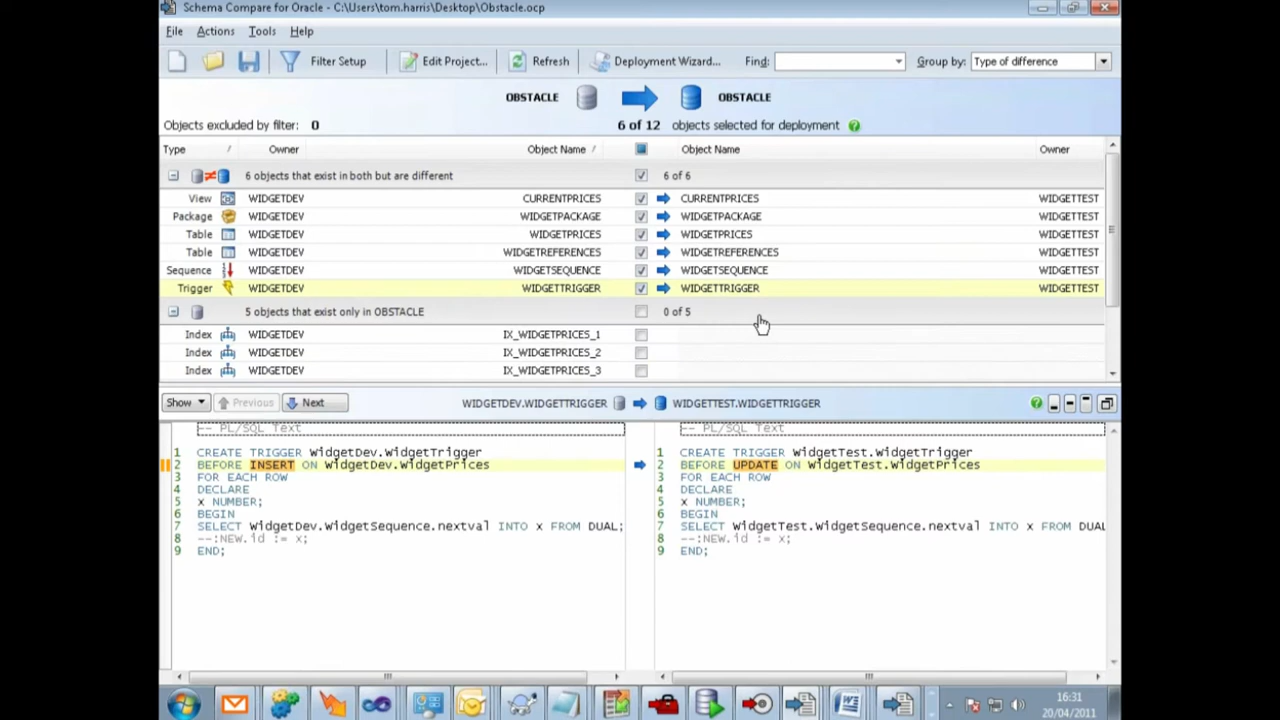 Schema Compare for Oracle - C:\Users\tom.harris\Desktop\Obstacle.ocp
File Actions Tools Help
Filter Setup Edit Project... Refresh Deployment Wizard... Find: Group by: Type of difference
OBSTACLE OBSTACLE
Objects excluded by filter: 0 6 of 12 objects selected for deployment
Type Owner Object Name Object Name Owner
6 objects that exist in both but are different 6 of 6
View WIDGETDEV CURRENTPRICES CURRENTPRICES WIDGETTEST
Package WIDGETDEV WIDGETPACKAGE WIDGETPACKAGE WIDGETTEST
Table WIDGETDEV WIDGETPRICES WIDGETPRICES WIDGETTEST
Table WIDGETDEV WIDGETREFERENCES WIDGETREFERENCES WIDGETTEST
Sequence WIDGETDEV WIDGETSEQUENCE WIDGETSEQUENCE WIDGETTEST
Trigger WIDGETDEV WIDGETTRIGGER WIDGETTRIGGER WIDGETTEST
5 objects that exist only in OBSTACLE 0 of 5
Index WIDGETDEV IX_WIDGETPRICES_1
Index WIDGETDEV IX_WIDGETPRICES_2
Index WIDGETDEV IX_WIDGETPRICES_3
Show Previous Next WIDGETDEV.WIDGETTRIGGER WIDGETTEST.WIDGETTRIGGER
-- PL/SQL Text
1 CREATE TRIGGER WidgetDev.WidgetTrigger
2 BEFORE INSERT ON WidgetDev.WidgetPrices
3 FOR EACH ROW
4 DECLARE
5 x NUMBER;
6 BEGIN
7 SELECT WidgetDev.WidgetSequence.nextval INTO x FROM DUAL;
8 --:NEW.id := x;
9 END;
-- PL/SQL Text
1 CREATE TRIGGER WidgetTest.WidgetTrigger
2 BEFORE UPDATE ON WidgetTest.WidgetPrices
3 FOR EACH ROW
4 DECLARE
5 x NUMBER;
6 BEGIN
7 SELECT WidgetTest.WidgetSequence.nextval INTO x FROM DUAL
8 --:NEW.id := x;
9 END;
16:31
20/04/2011